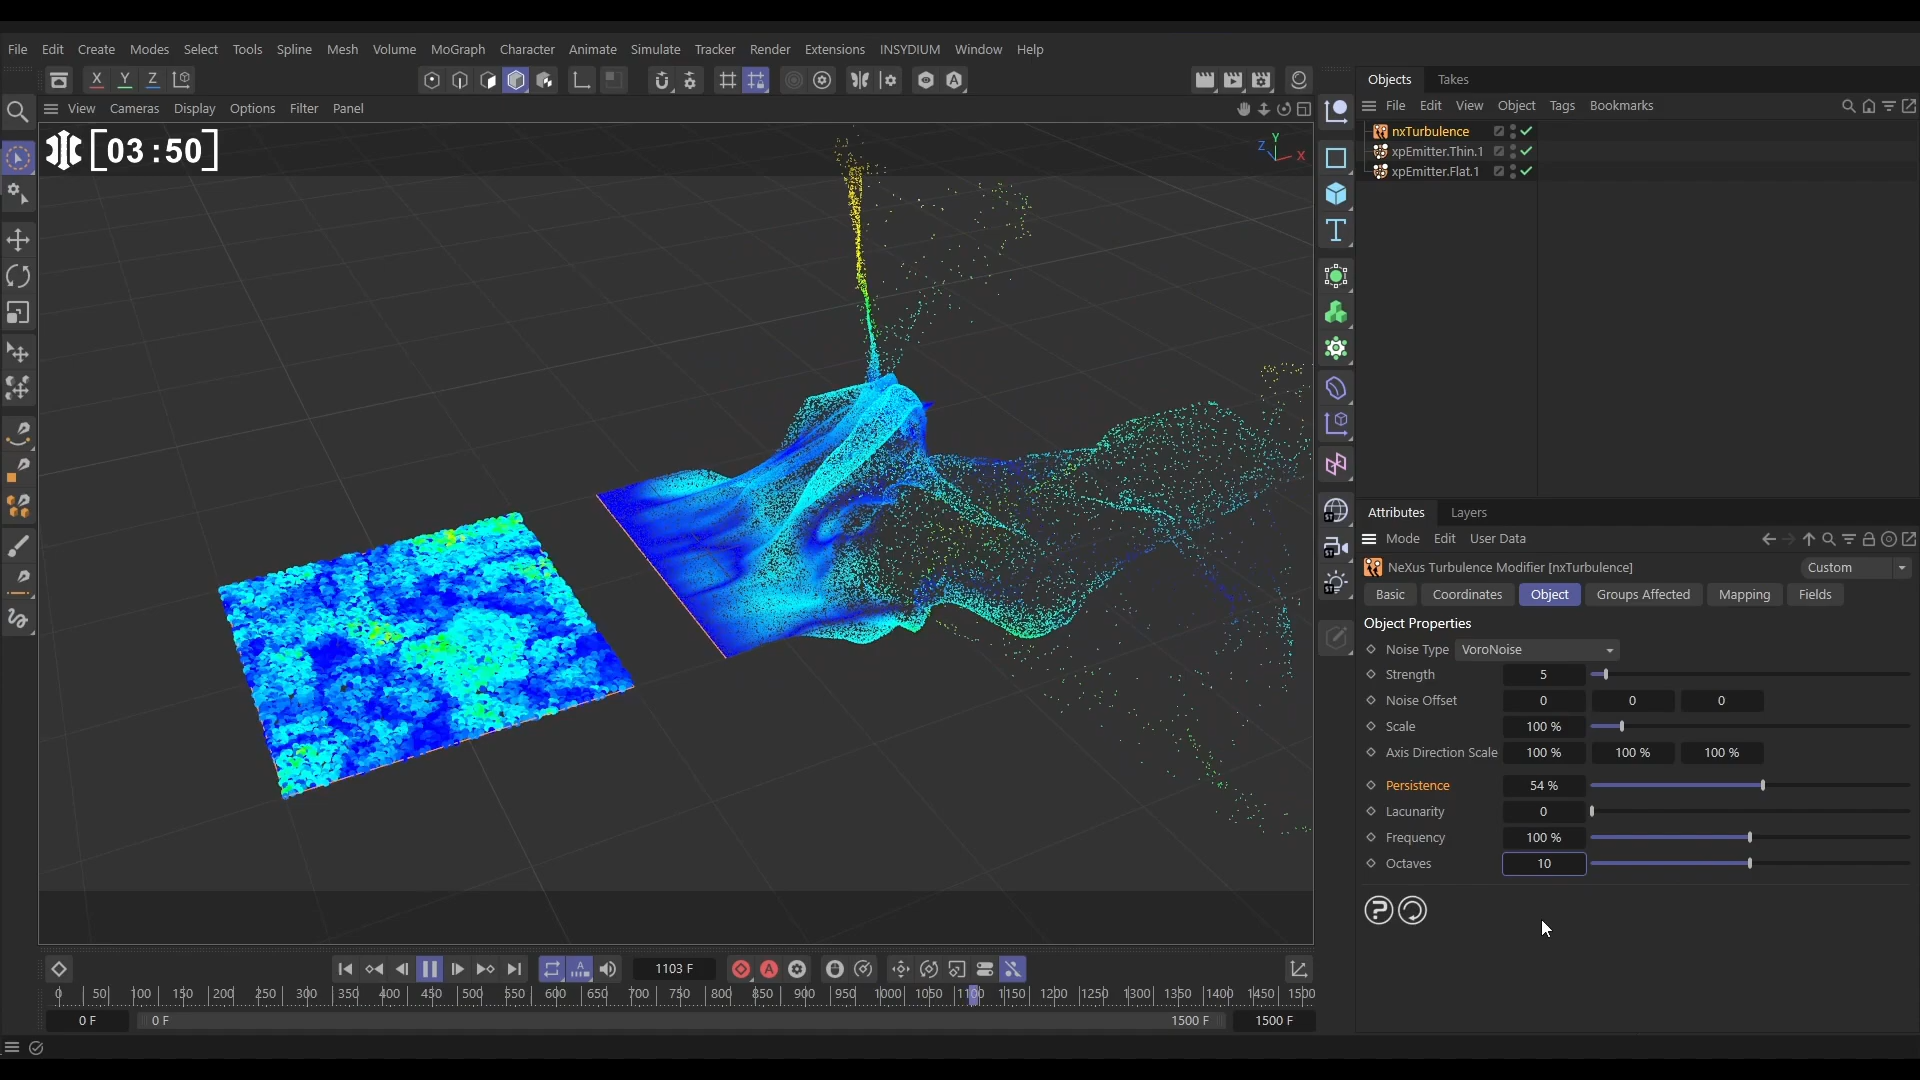 File Edit Create Modes Select Tools Spline Mesh Volume MoGraph Character Animate Simulate Tracker Render Extensions INSYDIUM Window Help
X Y Z
Objects Takes
View Cameras Display Options Filter Panel
File Edit View Object Tags Bookmarks
[03:50]
Y
Z X
nxTurbulence
xpEmitter.Thin.1
xpEmitter.Flat.1
Attributes Layers
Mode Edit User Data
NeXus Turbulence Modifier [nxTurbulence] Custom
Basic Coordinates Object Groups Affected Mapping Fields
Object Properties
Noise Type VoroNoise
Strength 5
Noise Offset 0 0 0
Scale 100 %
Axis Direction Scale 100 % 100 % 100 %
Persistence 54 %
Lacunarity 0
Frequency 100 %
Octaves 10
1103 F
0 50 100 150 200 250 300 350 400 450 500 550 600 650 700 750 800 850 900 950 1000 1050 1100 1150 1200 1250 1300 1350 1400 1450 1500
0 F 0 F 1500 F 1500 F